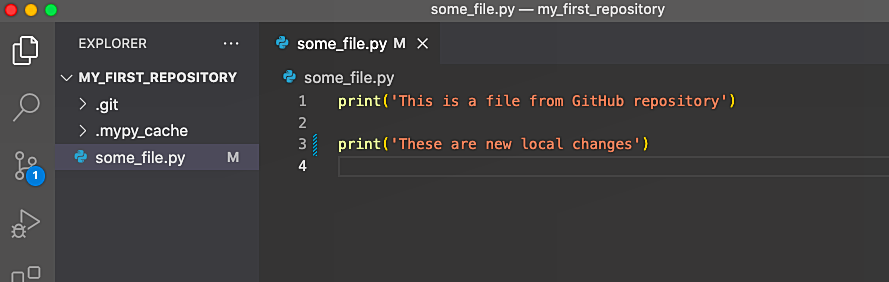 some_file.py — my_first_repository
EXPLORER ···
MY_FIRST_REPOSITORY
.git
.mypy_cache
some_file.py M
1
some_file.py M
some_file.py
1 print('This is a file from GitHub repository')
2
3 print('These are new local changes')
4